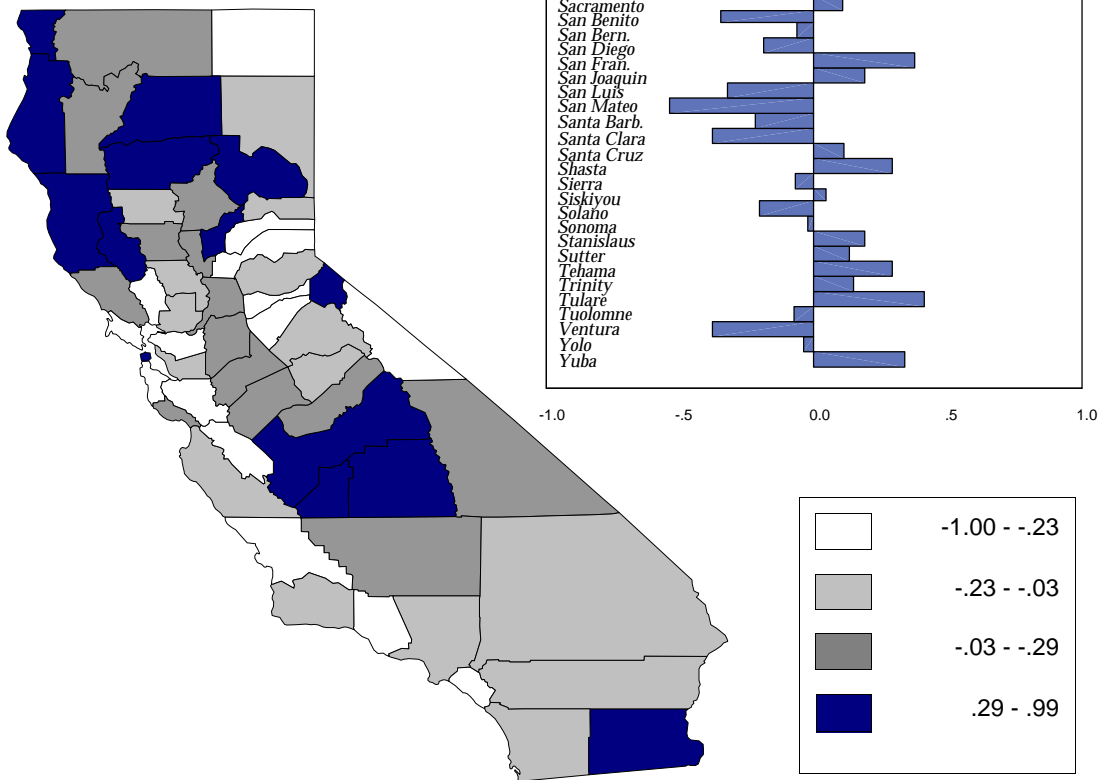 Sacramento
San Benito
San Bern.
San Diego
San Fran.
San Joaquin
San Luis
San Mateo
Santa Barb.
Santa Clara
Santa Cruz
Shasta
Sierra
Siskiyou
Solano
Sonoma
Stanislaus
Sutter
Tehama
Trinity
Tulare
Tuolomne
Ventura
Yolo
Yuba
-1.0 -.5 0.0 .5 1.0
-1.00 - -.23
-.23 - -.03
-.03 - -.29
.29 - .99